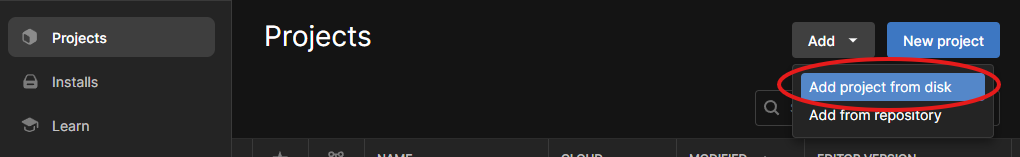 Projects
Installs
Learn
Projects
Add
New project
Add project from disk
Add from repository
NAME
CLOUD
MODIFIED
EDITOR VERSION